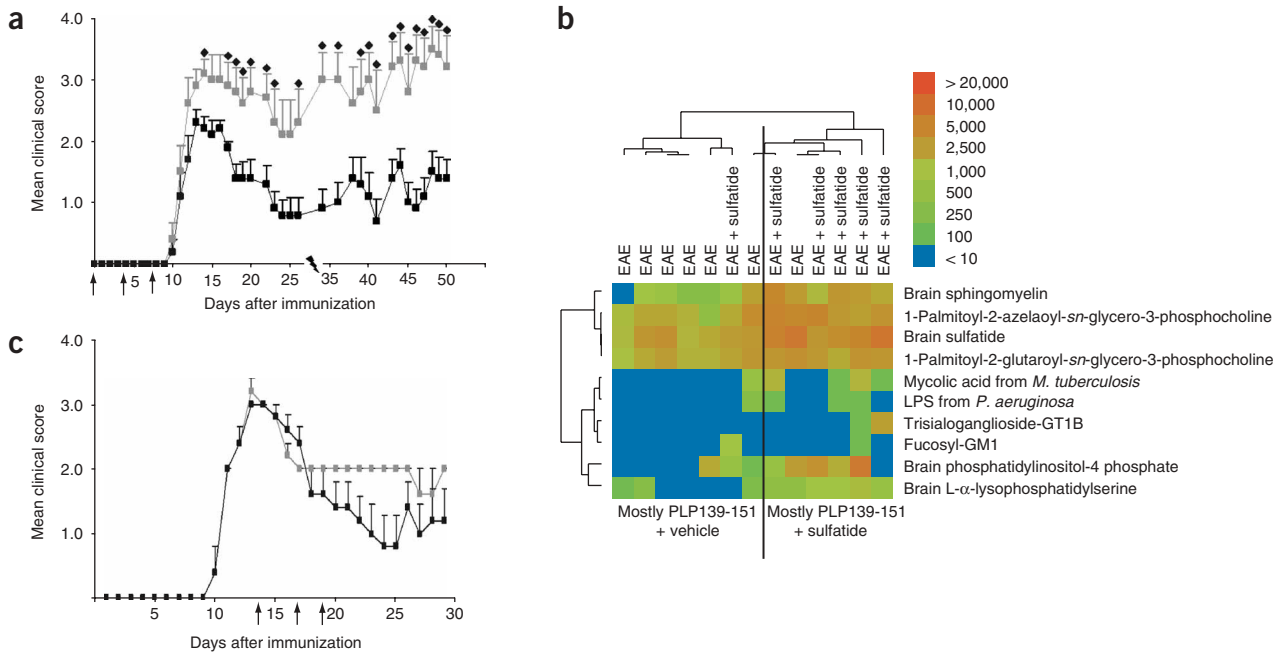 a
4.0
3.0
2.0
1.0
Mean clinical score
5 10 15 20 25 35 40 45 50
Days after immunization
b
> 20,000
10,000
5,000
2,500
1,000
500
250
100
< 10
EAE
EAE
EAE
EAE
EAE
EAE + sulfatide
EAE
EAE + sulfatide
EAE
EAE + sulfatide
EAE + sulfatide
EAE + sulfatide
EAE + sulfatide
Brain sphingomyelin
1-Palmitoyl-2-azelaoyl-sn-glycero-3-phosphocholine
Brain sulfatide
1-Palmitoyl-2-glutaroyl-sn-glycero-3-phosphocholine
Mycolic acid from M. tuberculosis
LPS from P. aeruginosa
Trisialoganglioside-GT1B
Fucosyl-GM1
Brain phosphatidylinositol-4 phosphate
Brain L-α-lysophosphatidylserine
Mostly PLP139-151
+ vehicle
Mostly PLP139-151
+ sulfatide
c
4.0
3.0
2.0
1.0
Mean clinical score
5 10 15 20 25 30
Days after immunization